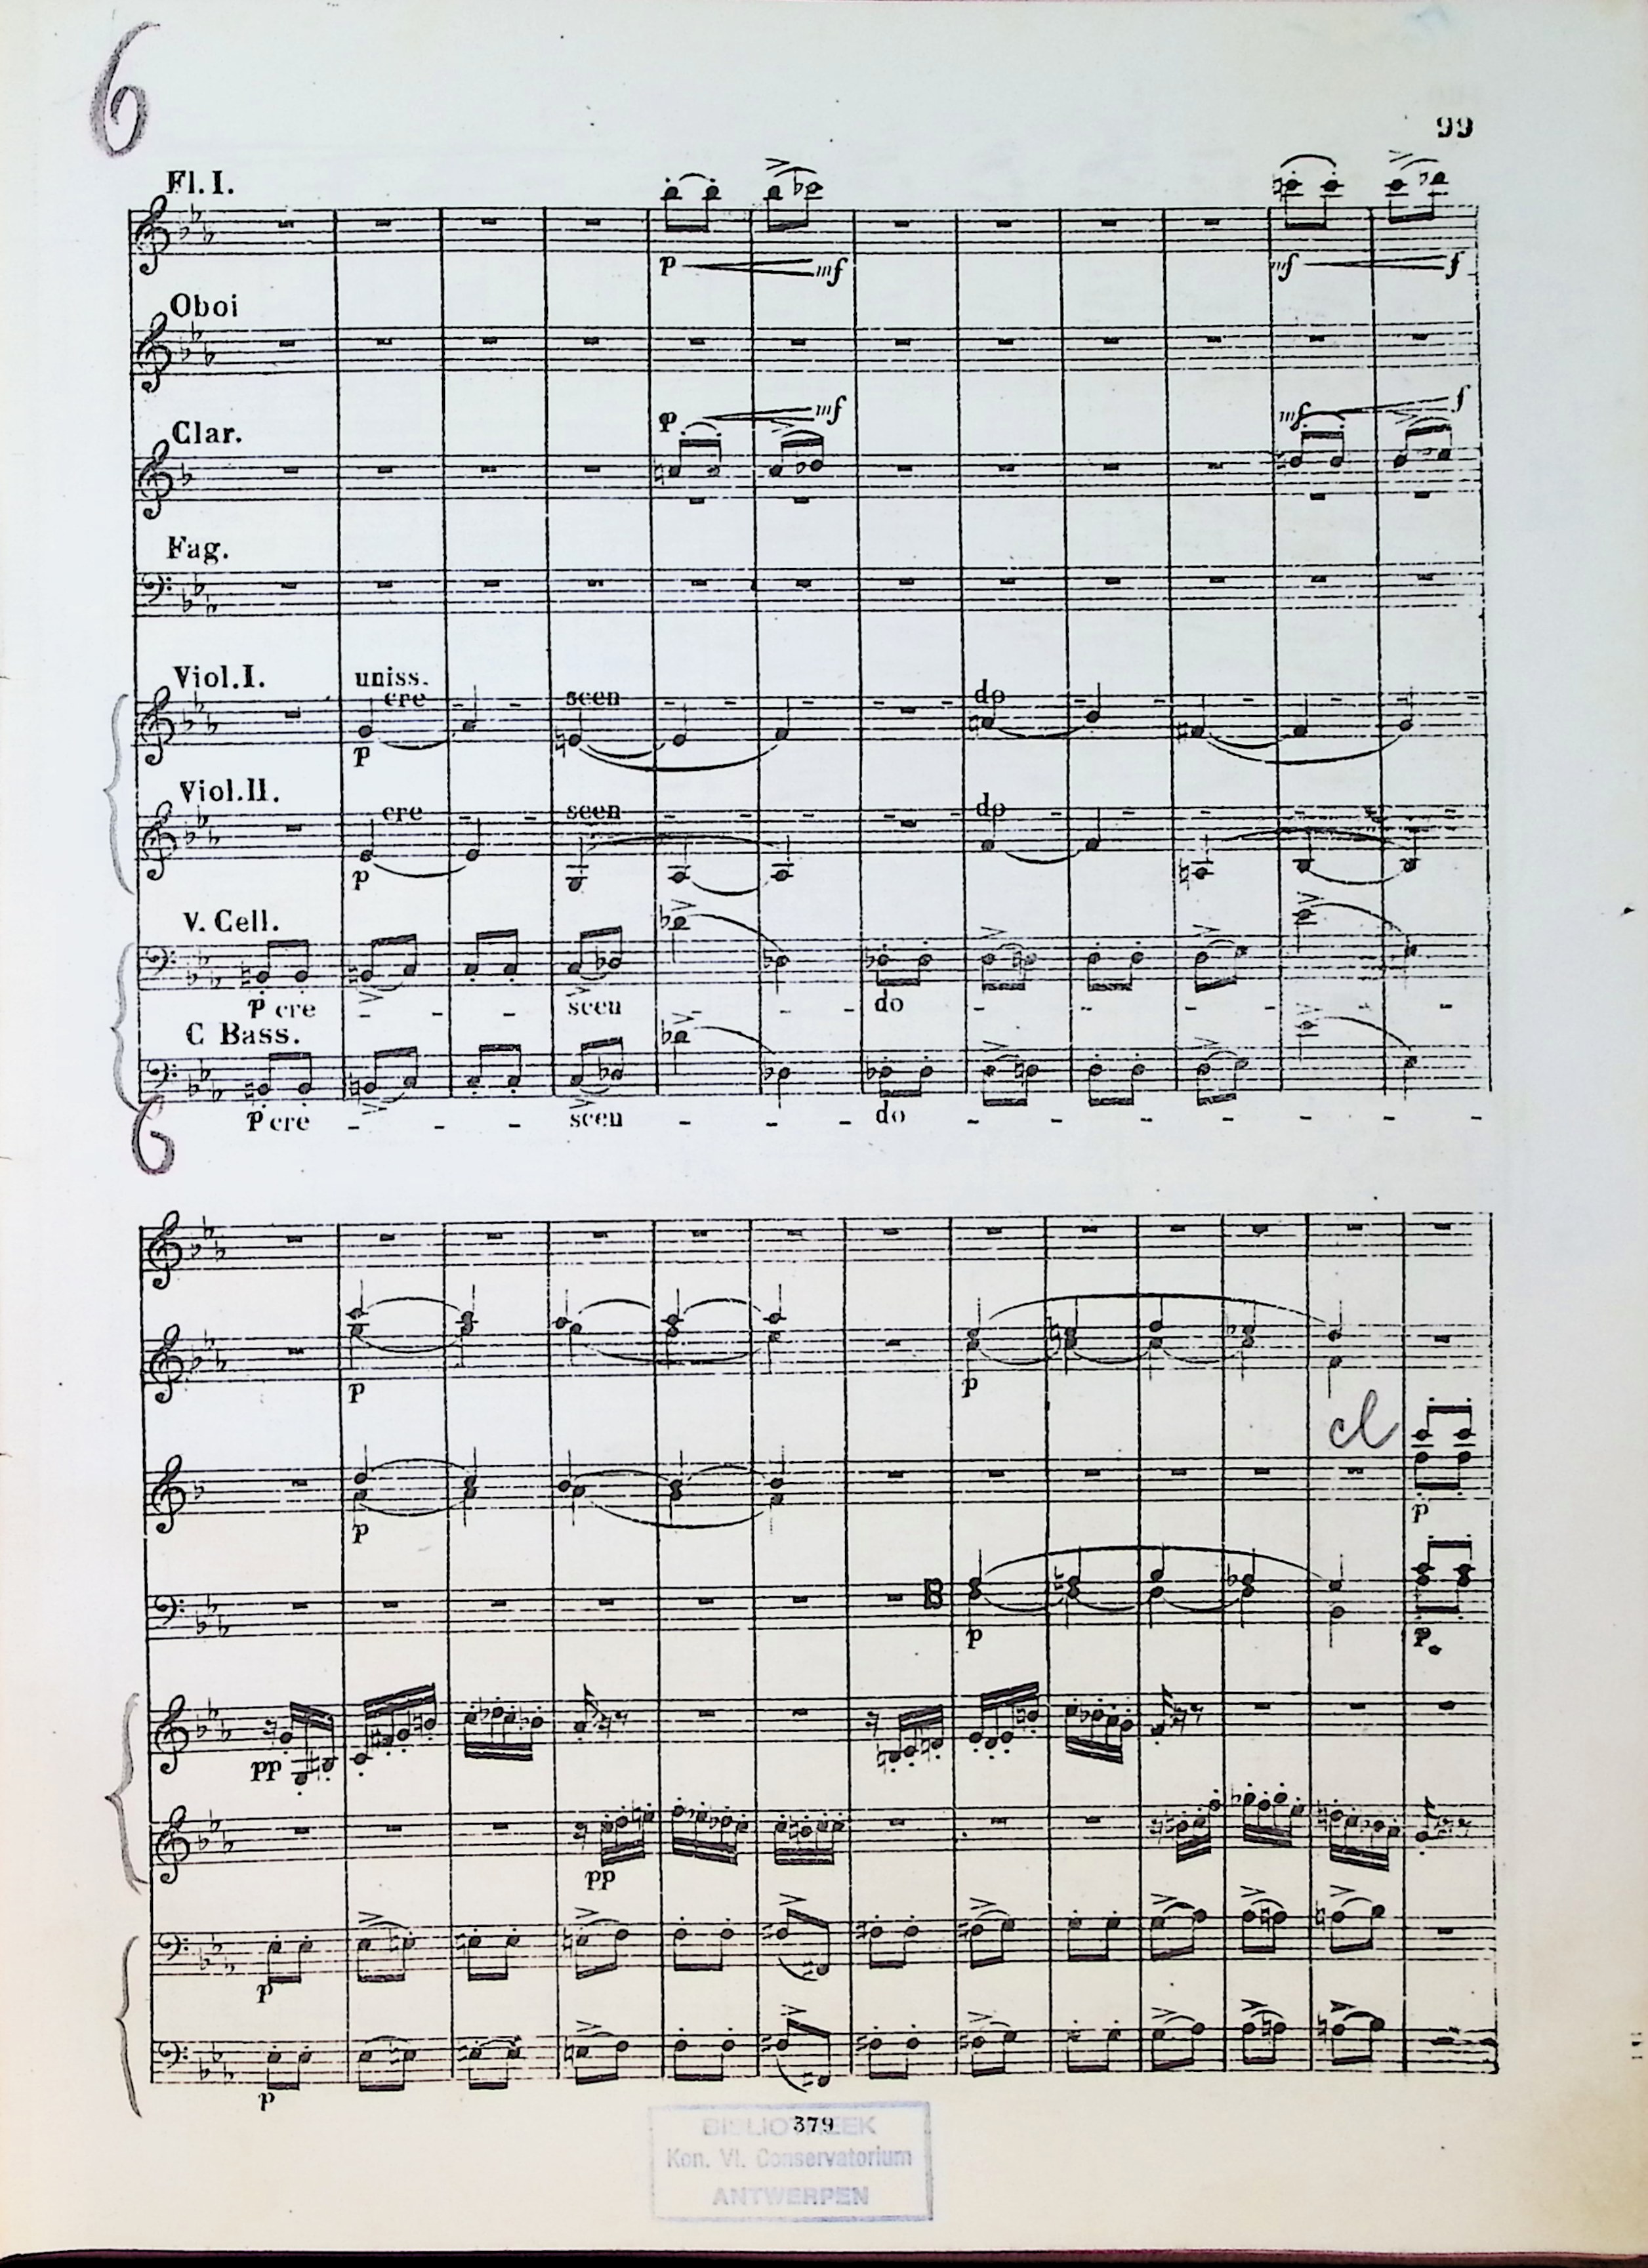 6
99
Fl. I.
p mf mf f
Oboi
p mf mf f
Clar.
Fag.
Viol. I. uniss.
cre - - scen - - - - - do - - - - -
p
Viol. II.
cre - - scen - - - - - do - - - - -
p
V. Cell.
p cre - - - scen - - - do - - - - - -
C Bass.
p cre - - - scen - - - do - - - - - -
6
p p
cl
p p
p p.
pp
pp
p
p
379
BIBLIOTHEEK
Kon. Vl. Conservatorium
ANTWERPEN